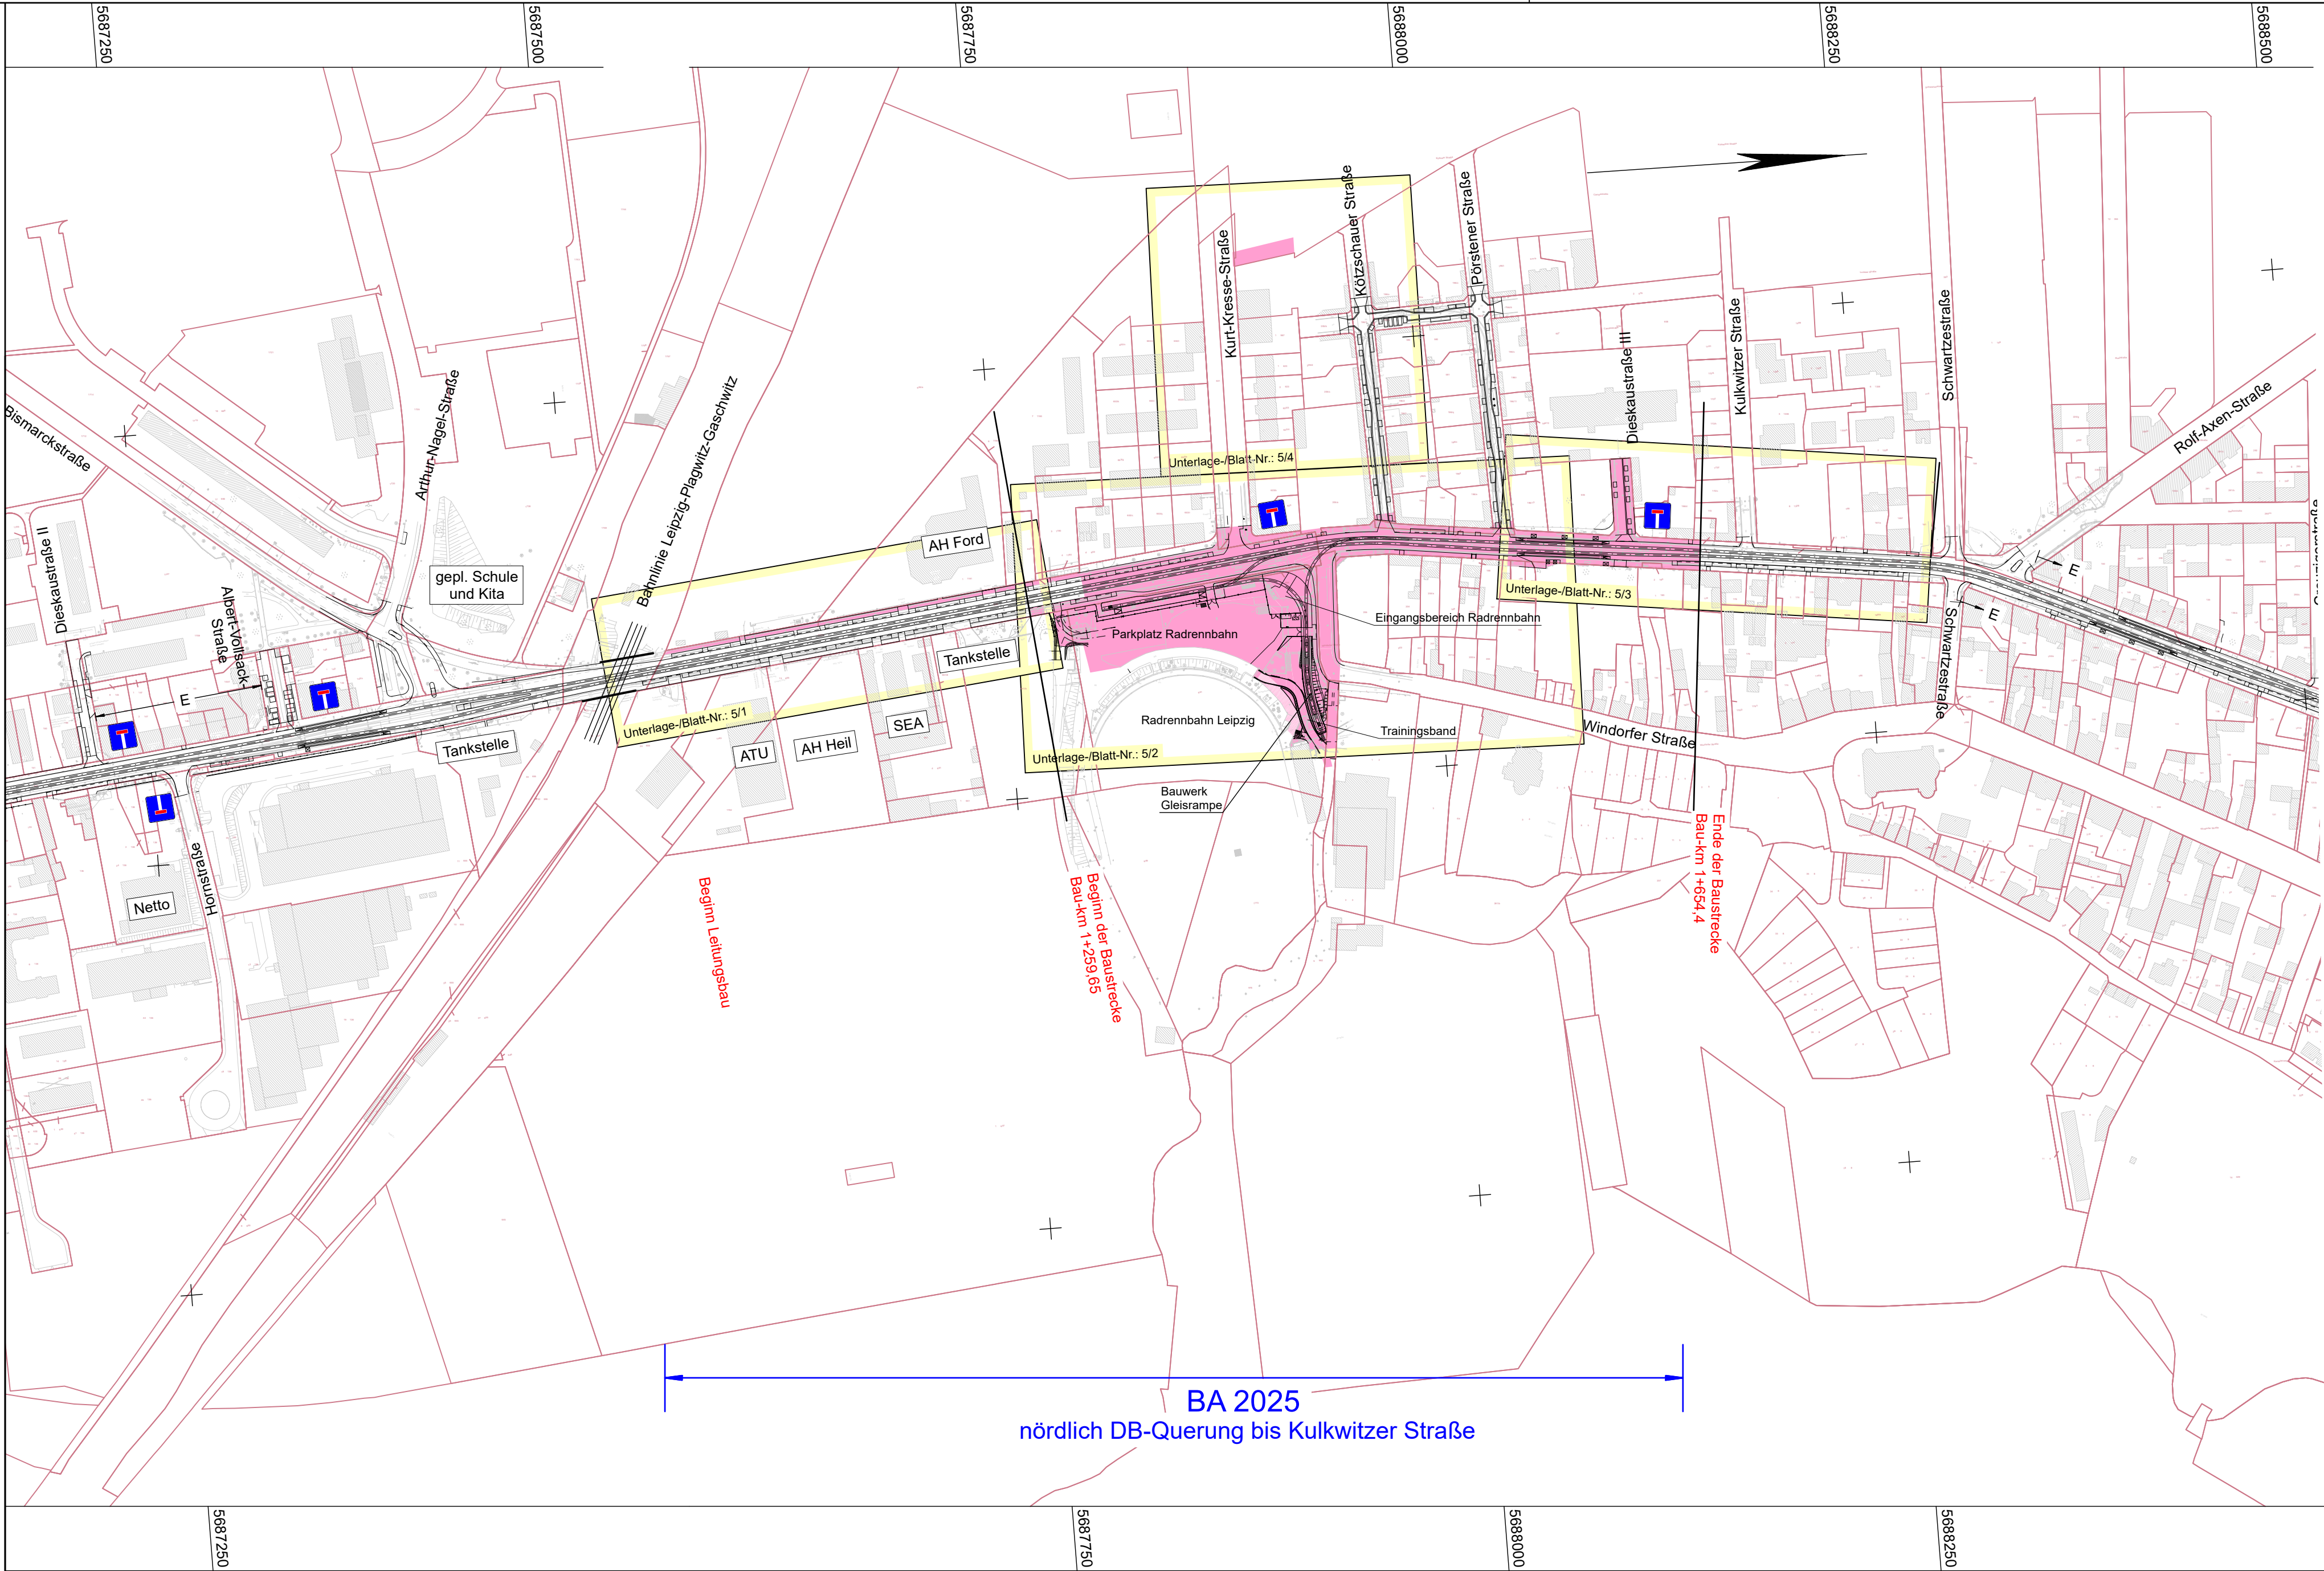 5687250
5687500
5687750
5688000
5688250
5688500
Bismarckstraße
Dieskaustraße II
Albert-Vollsack-
Straße
Arthur-Nagel-Straße
gepl. Schule
und Kita
Bahnlinie Leipzig-Plagwitz-Gaschwitz
AH Ford
Kurt-Kresse-Straße
Kötzschauer Straße
Pörstener Straße
Dieskaustraße III
Kulkwitzer Straße
Schwartzestraße
Rolf-Axen-Straße
Unterlage-/Blatt-Nr.: 5/4
Unterlage-/Blatt-Nr.: 5/3
Unterlage-/Blatt-Nr.: 5/1
Unterlage-/Blatt-Nr.: 5/2
E
E
E
Tankstelle
Tankstelle
Parkplatz Radrennbahn
Eingangsbereich Radrennbahn
Radrennbahn Leipzig
Trainingsband
Windorfer Straße
Schwartzestraße
ATU
AH Heil
SEA
Bauwerk
Gleisrampe
Netto
Hornstraße
Beginn Leitungsbau
Beginn der Baustrecke
Bau-km 1+259,65
Ende der Baustrecke
Bau-km 1+654,4
BA 2025
nördlich DB-Querung bis Kulkwitzer Straße
5687250
5687750
5688000
5688250